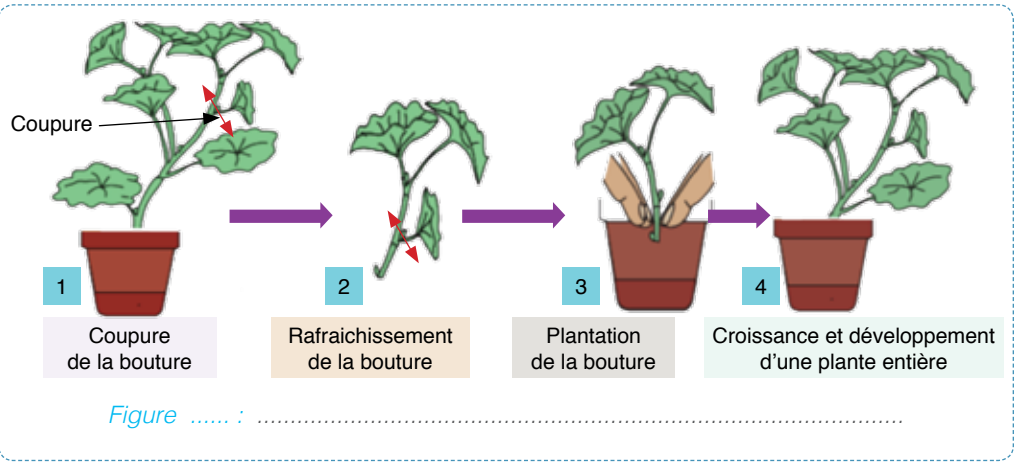 Coupure
1
2
3
4
Coupure
de la bouture
Rafraichissement
de la bouture
Plantation
de la bouture
Croissance et développement
d'une plante entière
Figure ...... : ....................................................................................................